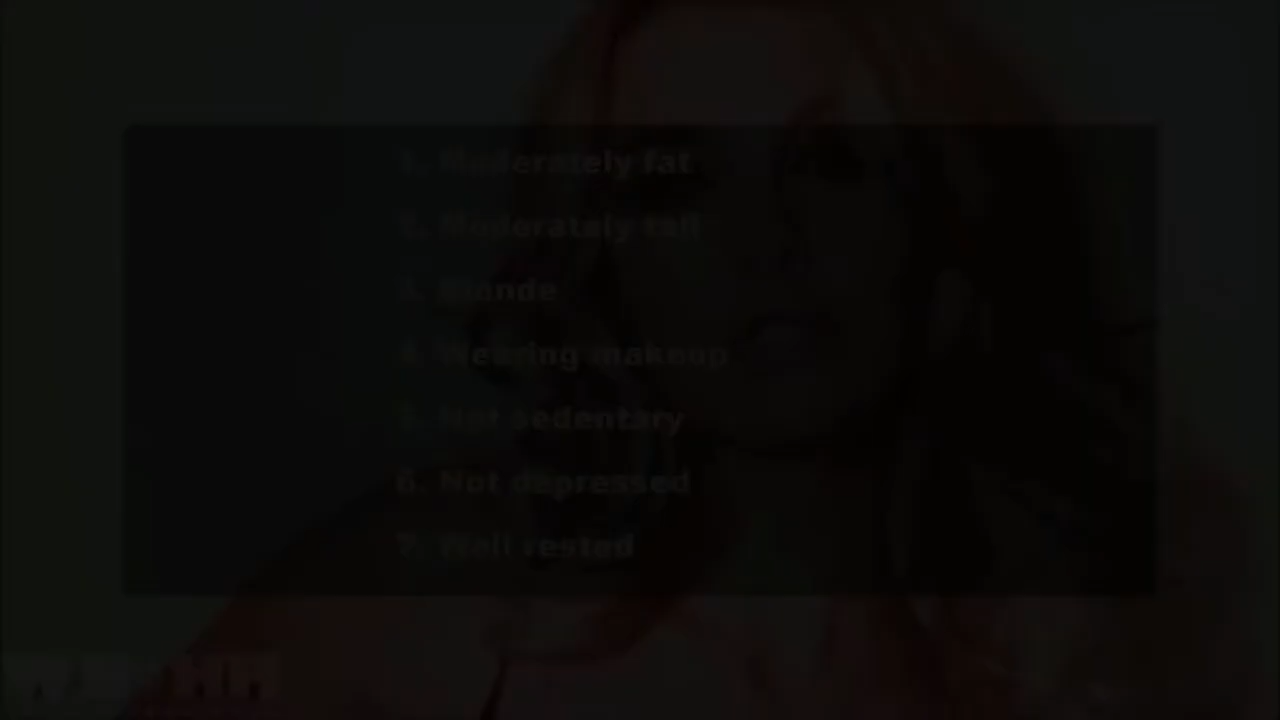 1. Moderately fat
2. Moderately tall
3. Blonde
4. Wearing makeup
5. Not sedentary
6. Not depressed
7. Well rested